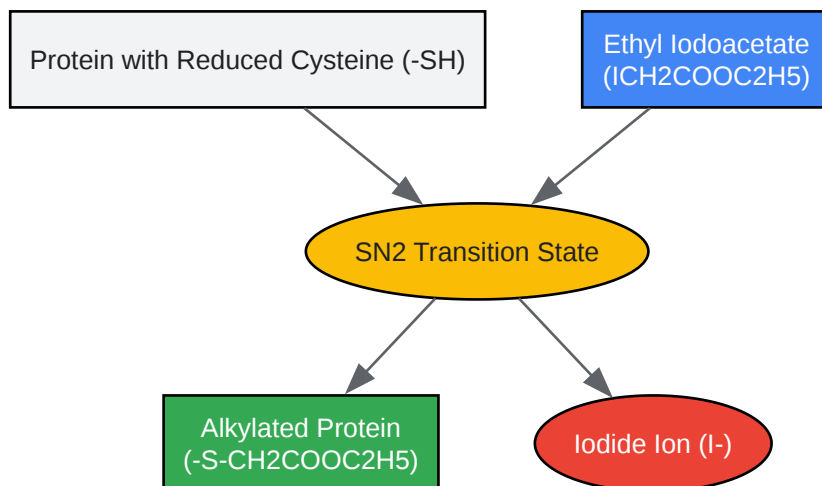 Protein with Reduced Cysteine (-SH)
Ethyl Iodoacetate
(ICH2COOC2H5)
SN2 Transition State
Alkylated Protein
(-S-CH2COOC2H5)
Iodide Ion (I-)